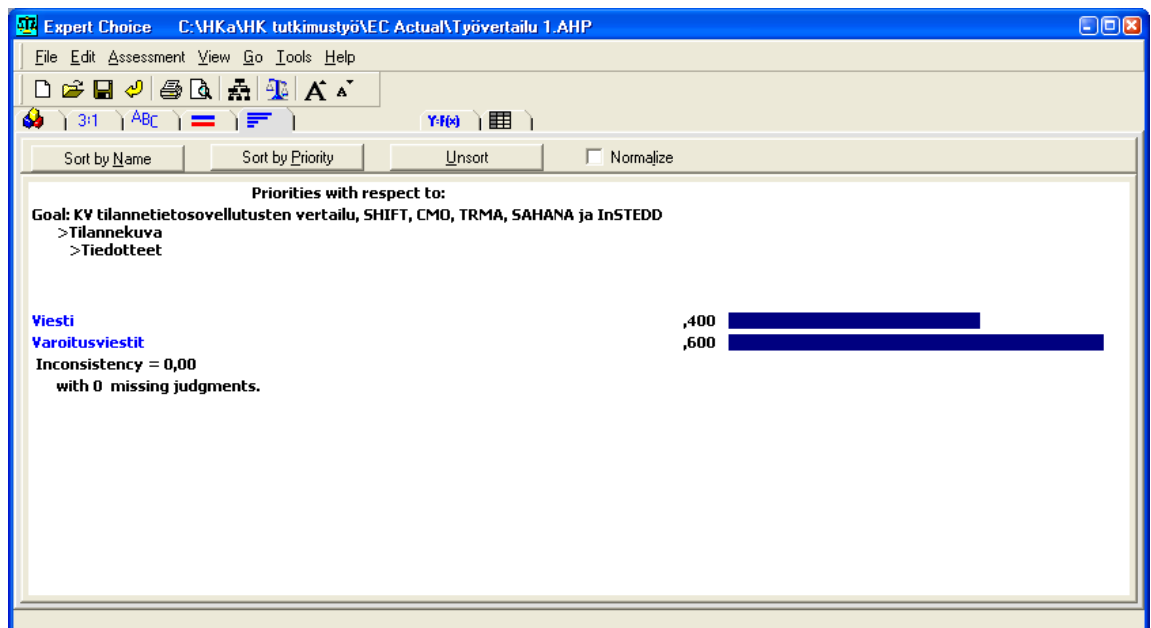 Expert Choice C:\HKa\HK tutkimustyö\EC Actual\Työvertailu 1.AHP
File Edit Assessment View Go Tools Help
A A
3:1 ABC Y=F(x)
Sort by Name Sort by Priority Unsort Normalize
Priorities with respect to:
Goal: KV tilannetietosovellutusten vertailu, SHIFT, CMO, TRMA, SAHANA ja InSTEDD
>Tilannekuva
>Tiedotteet
Viesti ,400
Varoitusviestit ,600
Inconsistency = 0,00
with 0 missing judgments.